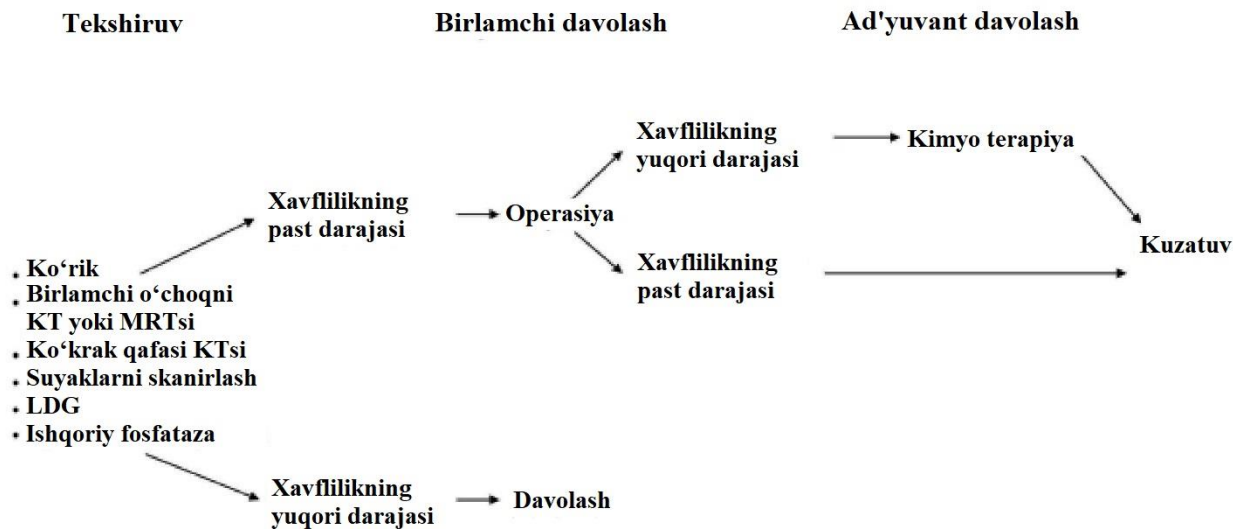 Tekshiruv
Birlamchi davolash
Ad'yuvant davolash
Ko‘rik
Birlamchi o‘choqni
KT yoki MRTsi
Ko‘krak qafasi KTsi
Suyaklarni skanirlash
LDG
Ishqoriy fosfataza
Xavflilikning
past darajasi
Operasiya
Xavflilikning
yuqori darajasi
Kimyo terapiya
Xavflilikning
past darajasi
Kuzatuv
Xavflilikning
yuqori darajasi
Davolash